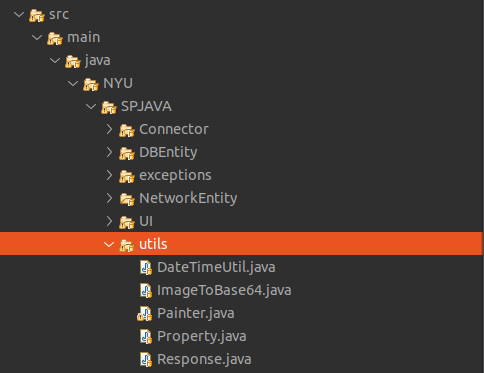 src
main
java
NYU
SPJAVA
Connector
DBEntity
exceptions
NetworkEntity
UI
utils
DateTimeUtil.java
ImageToBase64.java
Painter.java
Property.java
Response.java